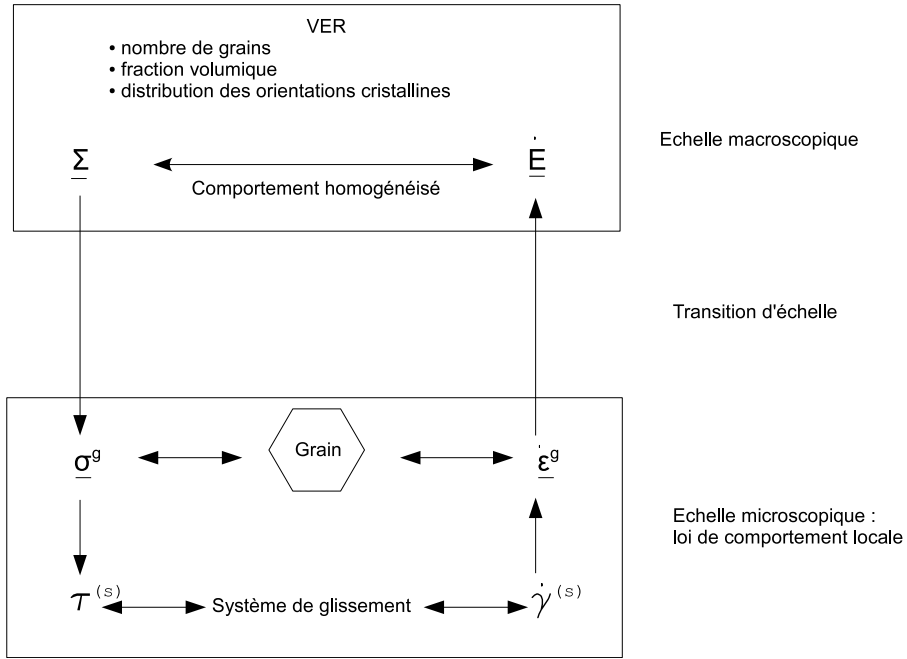 VER
• nombre de grains
• fraction volumique
• distribution des orientations cristallines
Echelle macroscopique
Σ
Ė
Comportement homogénéisé
Transition d'échelle
Grain
σ^g
ε̇^g
Echelle microscopique :
loi de comportement locale
τ^(s)
Système de glissement
γ̇^(s)